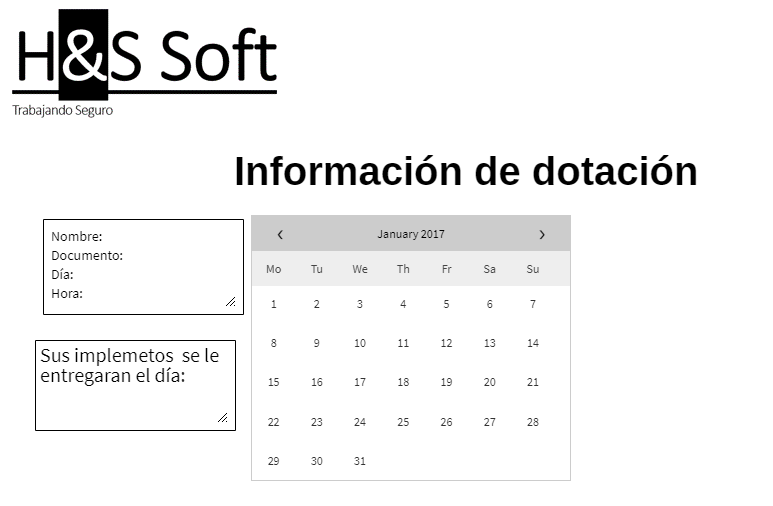 H&S Soft
Trabajando Seguro
Información de dotación
Nombre:
Documento:
Día:
Hora:
Sus implemetos se le
entregaran el día:
‹ January 2017 ›
Mo Tu We Th Fr Sa Su
1 2 3 4 5 6 7
8 9 10 11 12 13 14
15 16 17 18 19 20 21
22 23 24 25 26 27 28
29 30 31